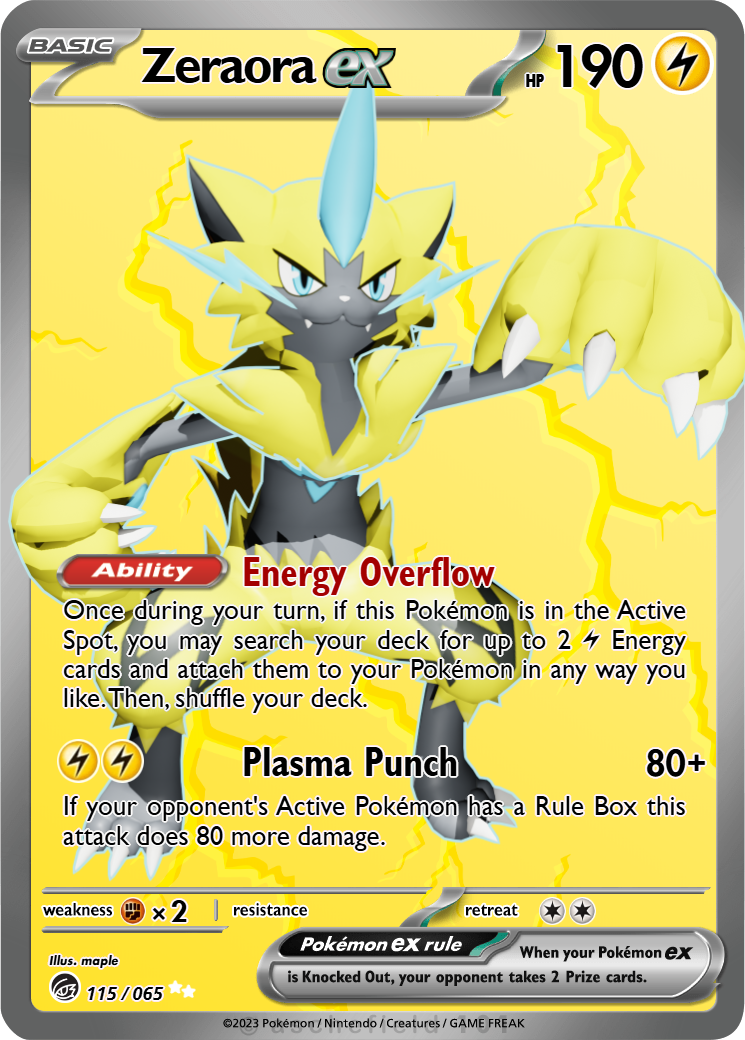 BASIC Zeraora ex HP 190
Ability Energy Overflow
Once during your turn, if this Pokémon is in the Active
Spot, you may search your deck for up to 2 Energy
cards and attach them to your Pokémon in any way you
like. Then, shuffle your deck.
Plasma Punch 80+
If your opponent's Active Pokémon has a Rule Box this
attack does 80 more damage.
weakness × 2 resistance retreat
Pokémon ex rule When your Pokémon ex
is Knocked Out, your opponent takes 2 Prize cards.
Illus. maple
115 / 065
©2023 Pokémon / Nintendo / Creatures / GAME FREAK